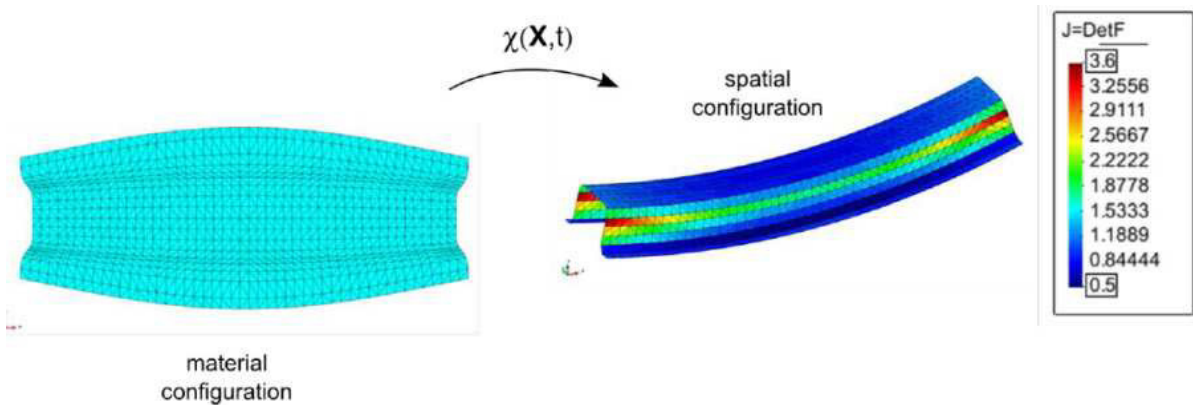 χ(X,t)
spatial
configuration
material
configuration
J=DetF
3.6
3.2556
2.9111
2.5667
2.2222
1.8778
1.5333
1.1889
0.84444
0.5